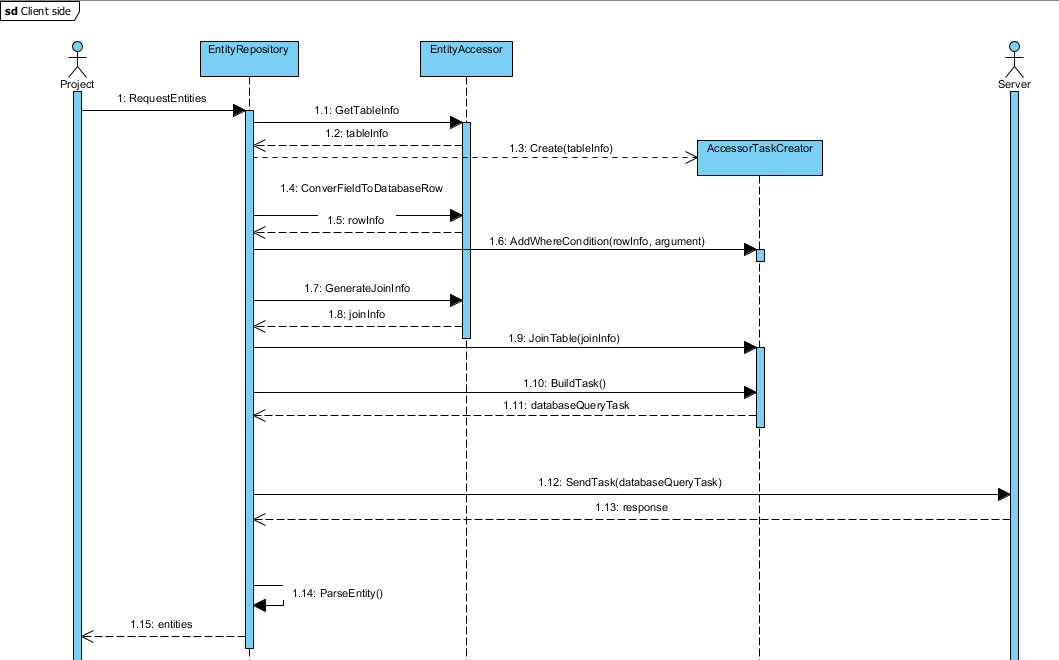 sd Client side
EntityRepository
EntityAccessor
Project
Server
1: RequestEntities
1.1: GetTableInfo
1.2: tableInfo
1.3: Create(tableInfo)
AccessorTaskCreator
1.4: ConverFieldToDatabaseRow
1.5: rowInfo
1.6: AddWhereCondition(rowInfo, argument)
1.7: GenerateJoinInfo
1.8: joinInfo
1.9: JoinTable(joinInfo)
1.10: BuildTask()
1.11: databaseQueryTask
1.12: SendTask(databaseQueryTask)
1.13: response
1.14: ParseEntity()
1.15: entities